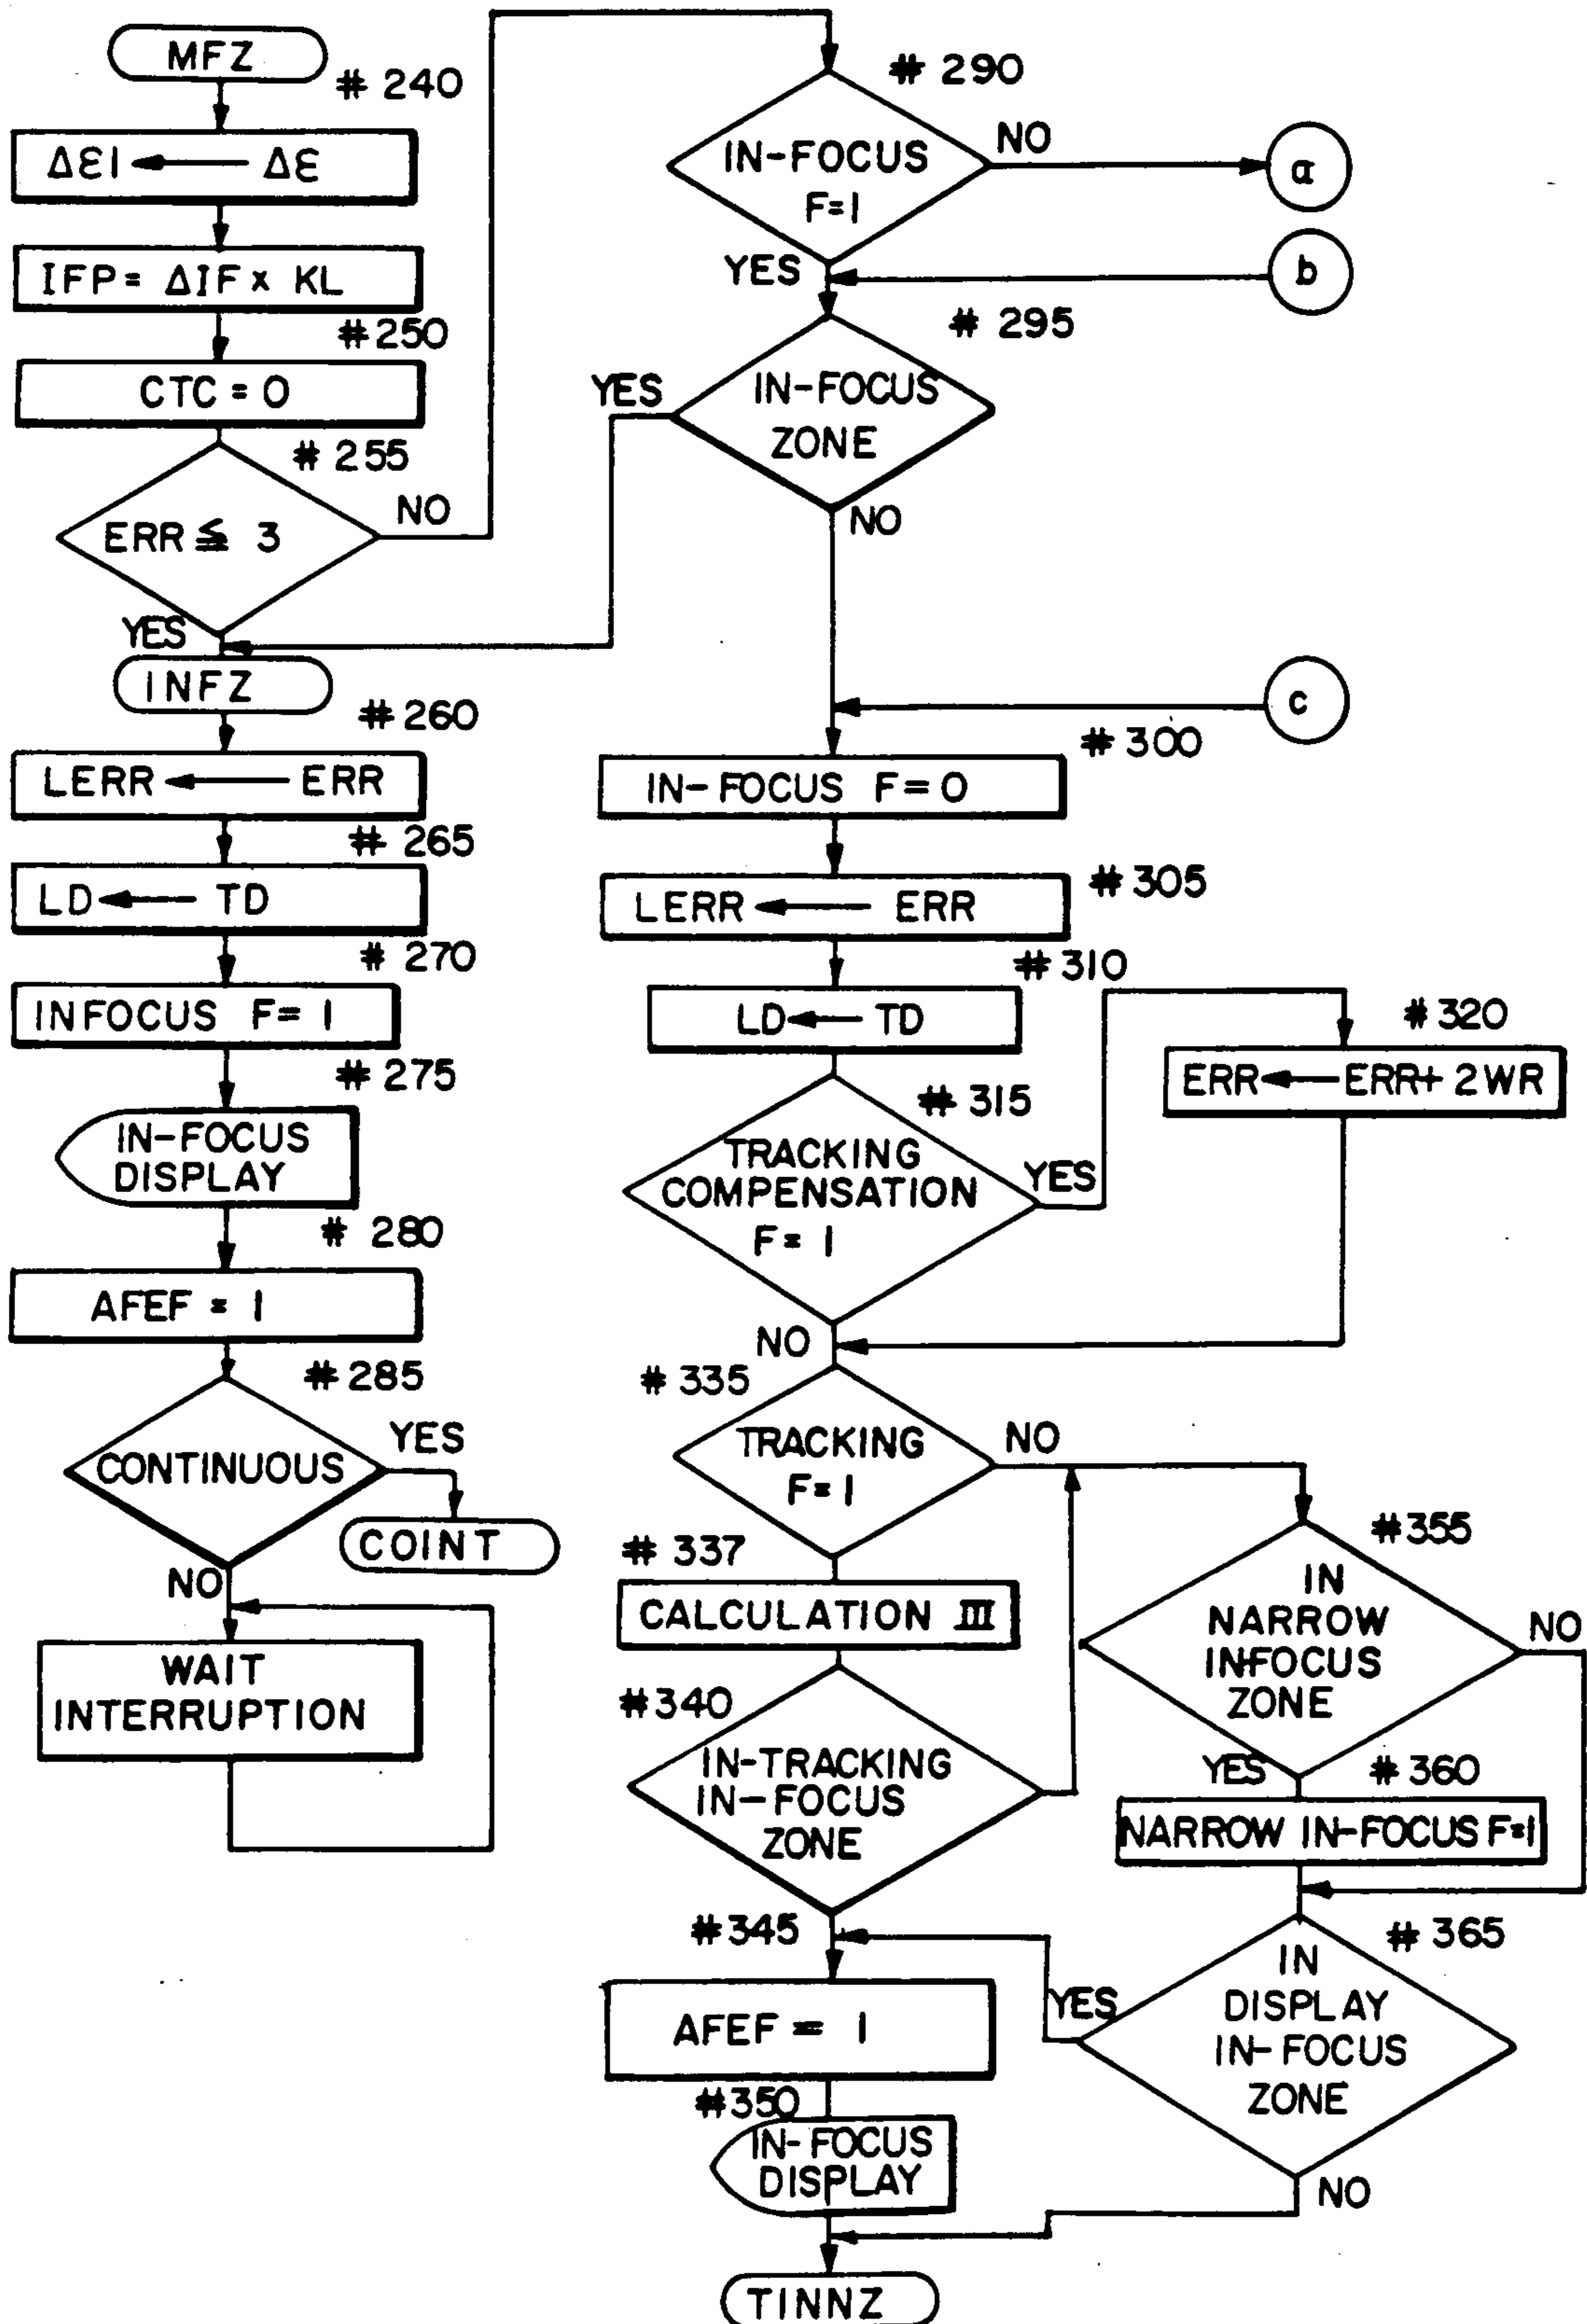 MFZ
# 240
ΔεI ← Δε
IFP = ΔIF x KL
#250
CTC = 0
# 255
ERR ≦ 3
NO
YES
INFZ
# 260
LERR ← ERR
# 265
LD ← TD
# 270
INFOCUS F= 1
# 275
IN-FOCUS
DISPLAY
# 280
AFEF = 1
# 285
CONTINUOUS
YES
COINT
NO
WAIT
INTERRUPTION
# 290
IN-FOCUS
F=1
NO
a
YES
b
# 295
YES
IN-FOCUS
ZONE
NO
c
# 300
IN-FOCUS F=0
# 305
LERR ← ERR
# 310
LD ← TD
# 315
TRACKING
COMPENSATION
F= 1
YES
# 320
ERR ← ERR+ 2WR
NO
# 335
TRACKING
F=1
NO
# 337
CALCULATION III
#340
IN-TRACKING
IN-FOCUS
ZONE
#345
AFEF = 1
#350
IN-FOCUS
DISPLAY
TINNZ
#355
IN
NARROW
IN-FOCUS
ZONE
NO
YES
# 360
NARROW IN-FOCUS F=1
# 365
IN
DISPLAY
IN-FOCUS
ZONE
YES
NO